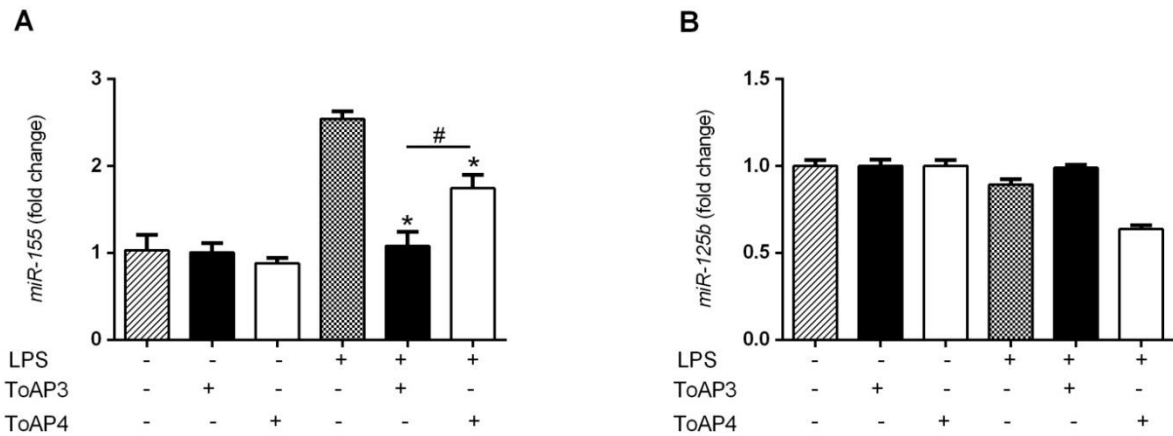 A
miR-155 (fold change)
3
2
1
0
#
*
*
LPS - - - + + +
ToAP3 - + - - + -
ToAP4 - - + - - +
B
miR-125b (fold change)
1.5
1.0
0.5
0.0
LPS - - - + + +
ToAP3 - + - - + -
ToAP4 - - + - - +